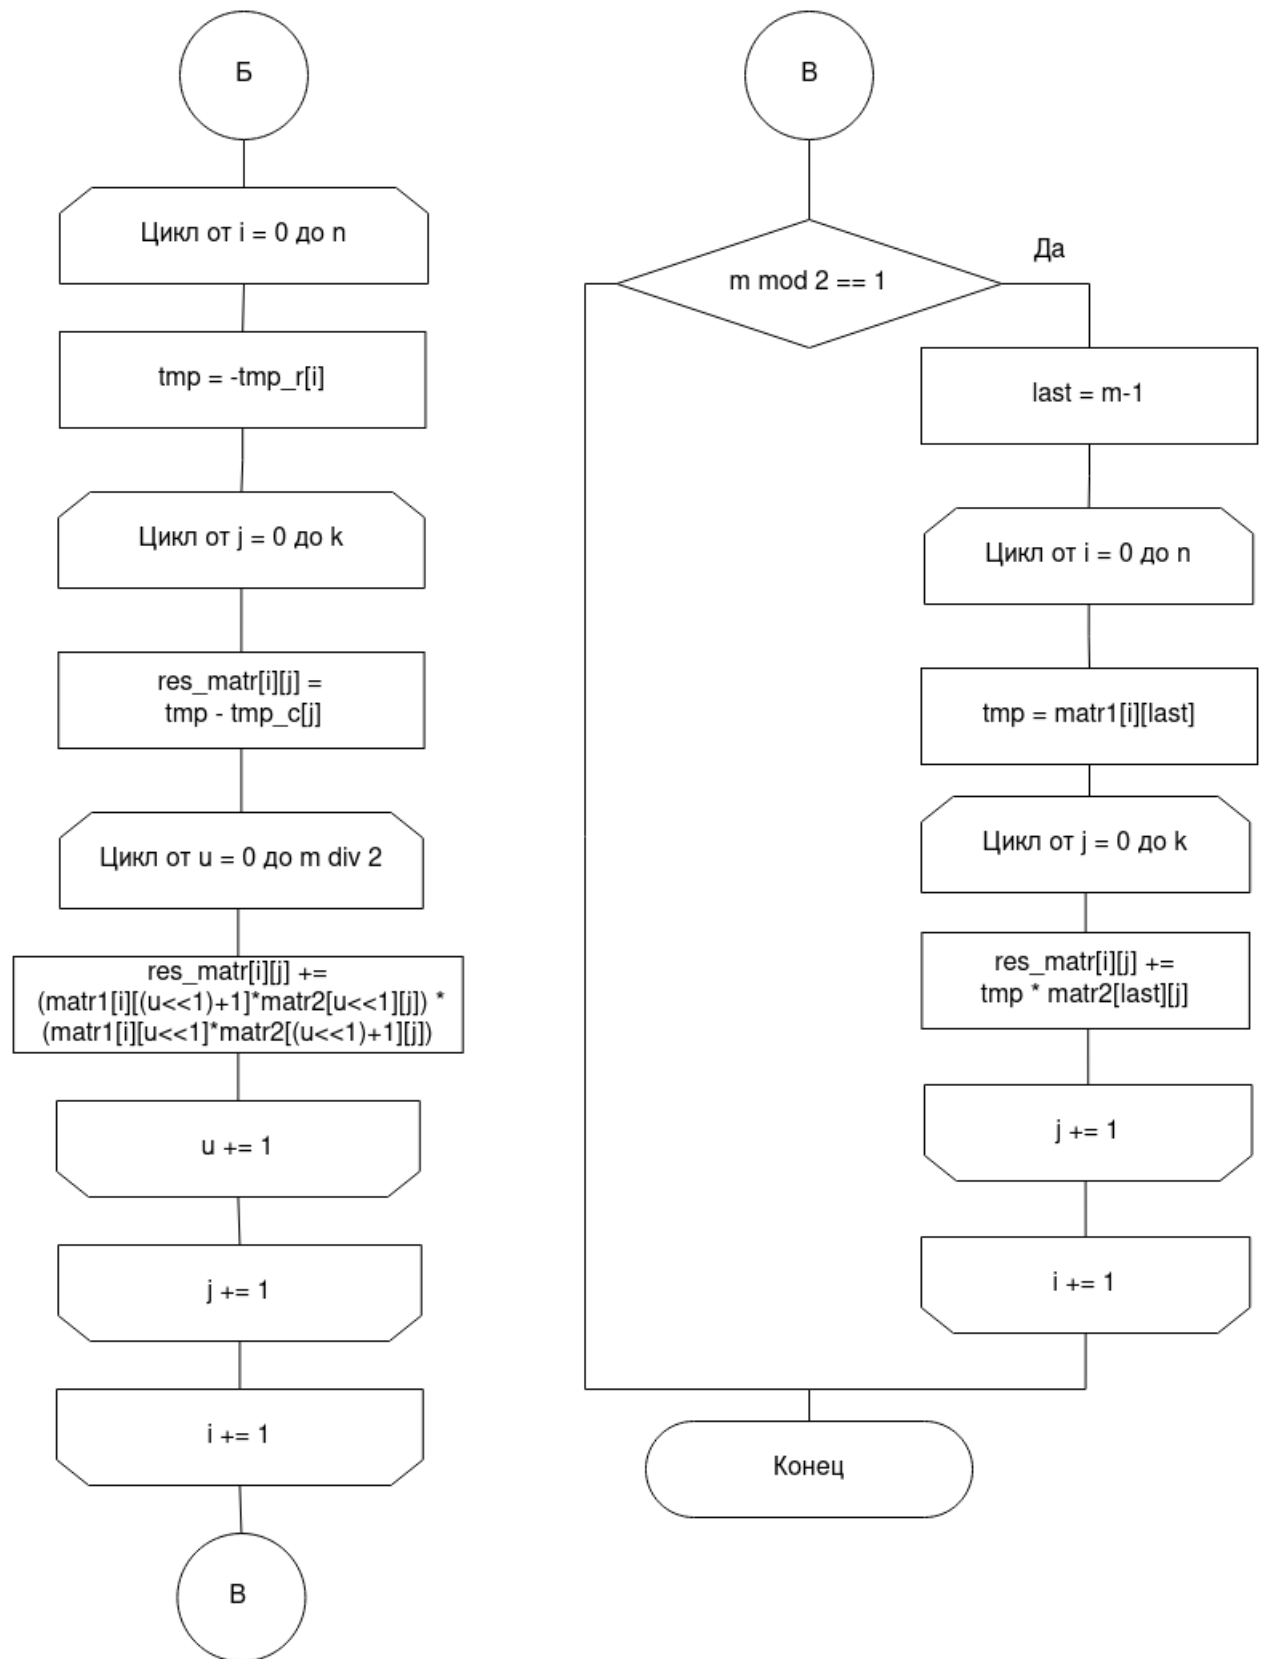 Б
Цикл от i = 0 до n
tmp = -tmp_r[i]
Цикл от j = 0 до k
res_matr[i][j] =
tmp - tmp_c[j]
Цикл от u = 0 до m div 2
res_matr[i][j] +=
(matr1[i][(u<<1)+1]*matr2[u<<1][j]) *
(matr1[i][u<<1]*matr2[(u<<1)+1][j])
u += 1
j += 1
i += 1
В
В
m mod 2 == 1
Да
last = m-1
Цикл от i = 0 до n
tmp = matr1[i][last]
Цикл от j = 0 до k
res_matr[i][j] +=
tmp * matr2[last][j]
j += 1
i += 1
Конец